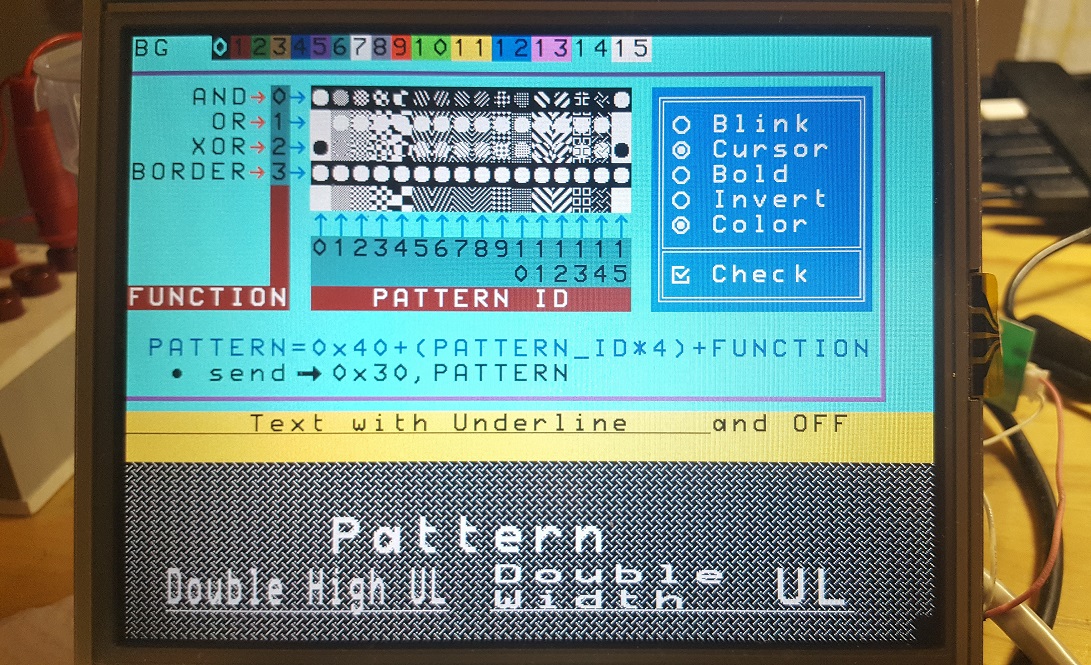 BG 0 1 2 3 4 5 6 7 8 9 10 11 12 13 14 15
AND→0→
OR→1→
XOR→2→
BORDER→3→
0 1 2 3 4 5 6 7 8 9 1 1 1 1 1 1
0 1 2 3 4 5
FUNCTION
PATTERN ID
Blink
Cursor
Bold
Invert
Color
Check
PATTERN=0x40+(PATTERN_ID*4)+FUNCTION
• send → 0x30,PATTERN
Text with Underline and OFF
Pattern
Double High UL Double Width UL